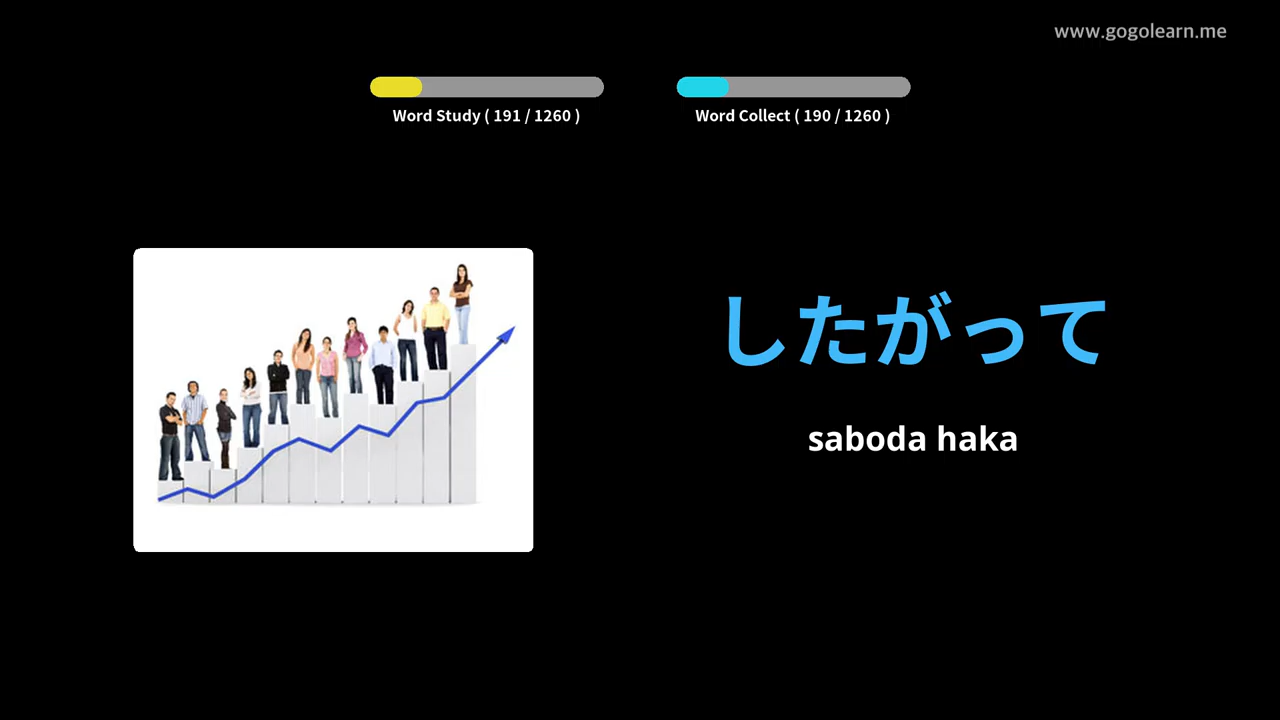 www.gogolearn.me
Word Study ( 191 / 1260 )
Word Collect ( 190 / 1260 )
したがって
saboda haka